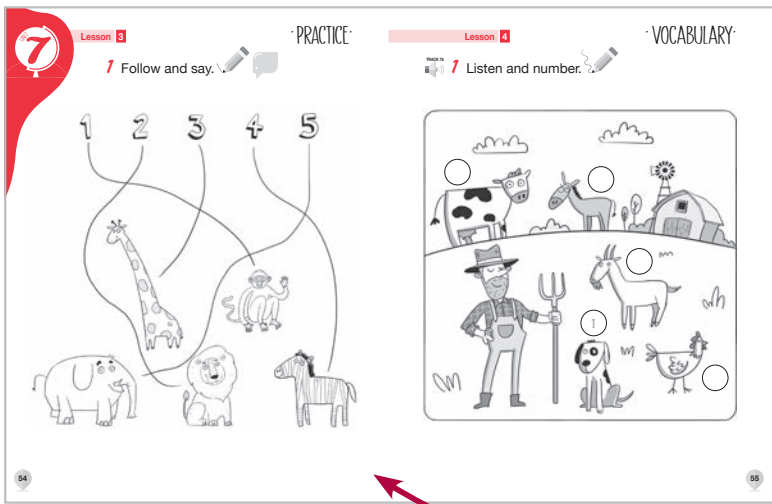 UNIT
7
Lesson 3
·PRACTICE·
1 Follow and say.
1 2 3 4 5
54
Lesson 4
·VOCABULARY·
TRACK 76
1 Listen and number.
1
55